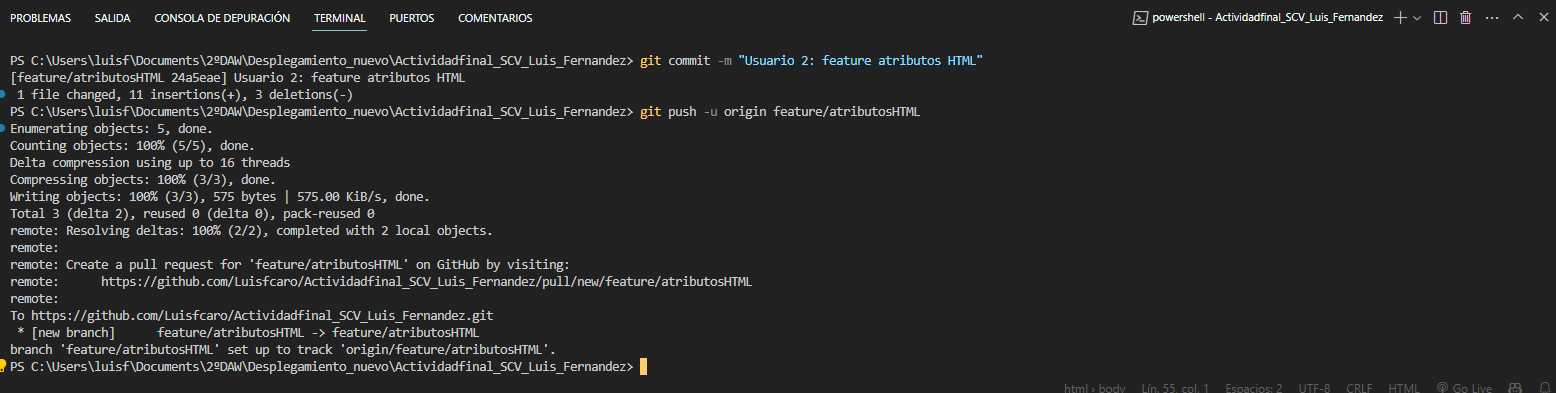 PROBLEMAS SALIDA CONSOLA DE DEPURACIÓN TERMINAL PUERTOS COMENTARIOS powershell - Actividadfinal_SCV_Luis_Fernandez
PS C:\Users\luisf\Documents\2ºDAW\Desplegamiento_nuevo\Actividadfinal_SCV_Luis_Fernandez> git commit -m "Usuario 2: feature atributos HTML"
[feature/atributosHTML 24a5eae] Usuario 2: feature atributos HTML
1 file changed, 11 insertions(+), 3 deletions(-)
PS C:\Users\luisf\Documents\2ºDAW\Desplegamiento_nuevo\Actividadfinal_SCV_Luis_Fernandez> git push -u origin feature/atributosHTML
Enumerating objects: 5, done.
Counting objects: 100% (5/5), done.
Delta compression using up to 16 threads
Compressing objects: 100% (3/3), done.
Writing objects: 100% (3/3), 575 bytes | 575.00 KiB/s, done.
Total 3 (delta 2), reused 0 (delta 0), pack-reused 0
remote: Resolving deltas: 100% (2/2), completed with 2 local objects.
remote:
remote: Create a pull request for 'feature/atributosHTML' on GitHub by visiting:
remote:      https://github.com/Luisfcaro/Actividadfinal_SCV_Luis_Fernandez/pull/new/feature/atributosHTML
remote:
To https://github.com/Luisfcaro/Actividadfinal_SCV_Luis_Fernandez.git
* [new branch]      feature/atributosHTML -> feature/atributosHTML
branch 'feature/atributosHTML' set up to track 'origin/feature/atributosHTML'.
PS C:\Users\luisf\Documents\2ºDAW\Desplegamiento_nuevo\Actividadfinal_SCV_Luis_Fernandez>
html › body Lín. 55, col. 1 Espacios: 2 UTF-8 CRLF HTML Go Live